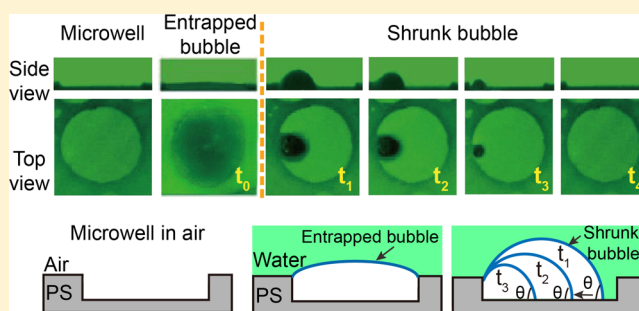 Microwell
Entrapped bubble
Shrunk bubble
Side view
Top view
t0
t1
t2
t3
t4
Microwell in air
Air
PS
Water
Entrapped bubble
PS
Shrunk bubble
t1
t2
t3
θ
θ
θ